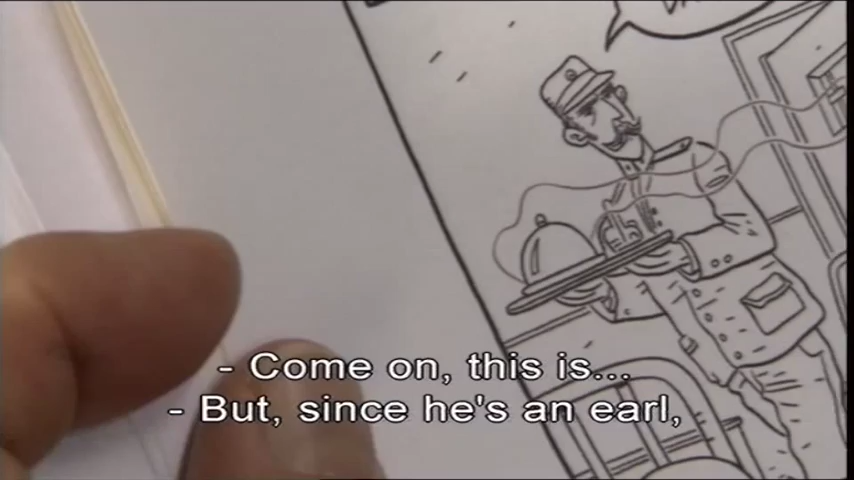 - Come on, this is...
- But, since he's an earl,